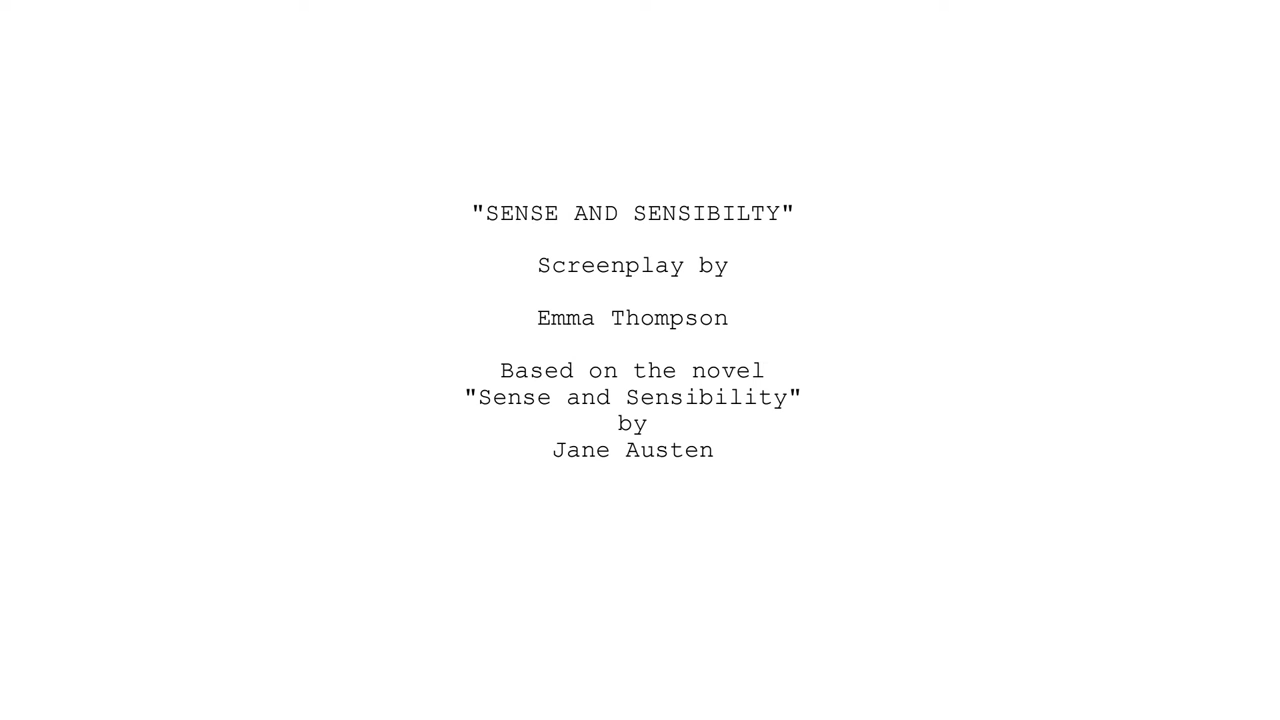 "SENSE AND SENSIBILTY"
Screenplay by
Emma Thompson
Based on the novel
"Sense and Sensibility"
by
Jane Austen